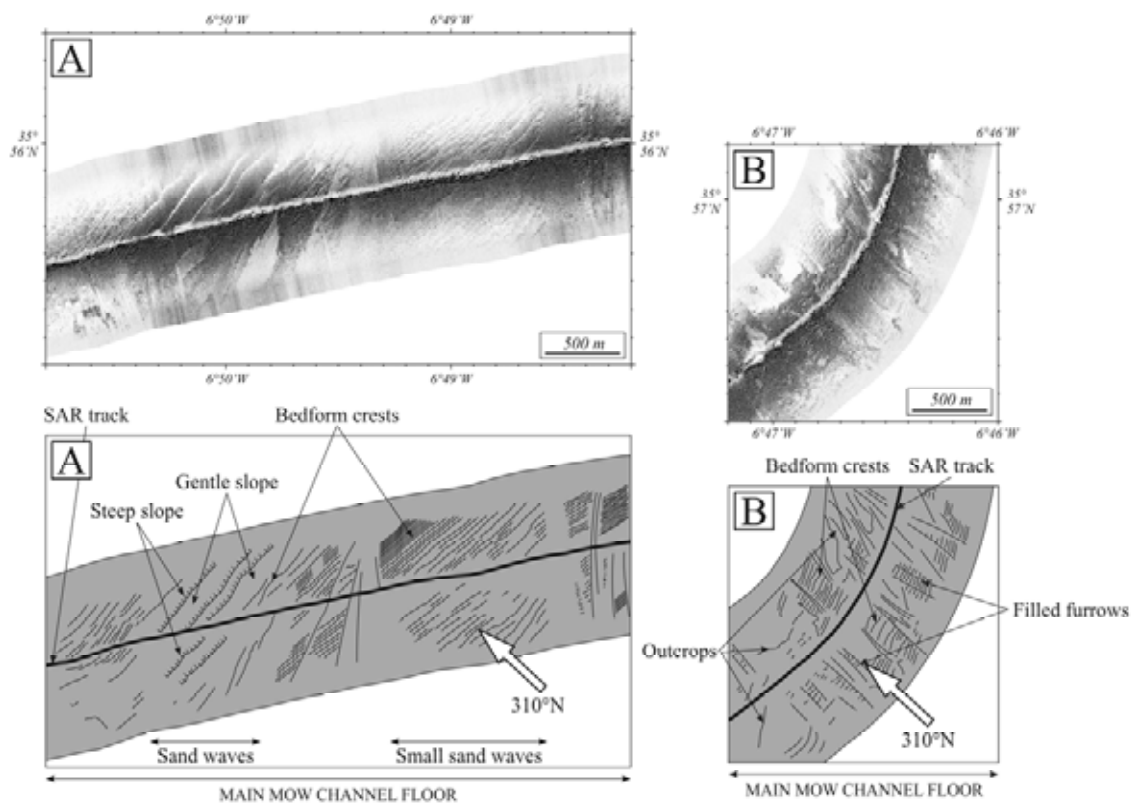 6°50'W 6°49'W
A
35°
56'N
35°
56'N
500 m
6°50'W 6°49'W
6°47'W 6°46'W
B
35°
57'N
35°
57'N
500 m
6°47'W 6°46'W
SAR track
Bedform crests
A
Gentle slope
Steep slope
310°N
Sand waves
Small sand waves
MAIN MOW CHANNEL FLOOR
Bedform crests
SAR track
B
Filled furrows
Outcrops
310°N
MAIN MOW CHANNEL FLOOR